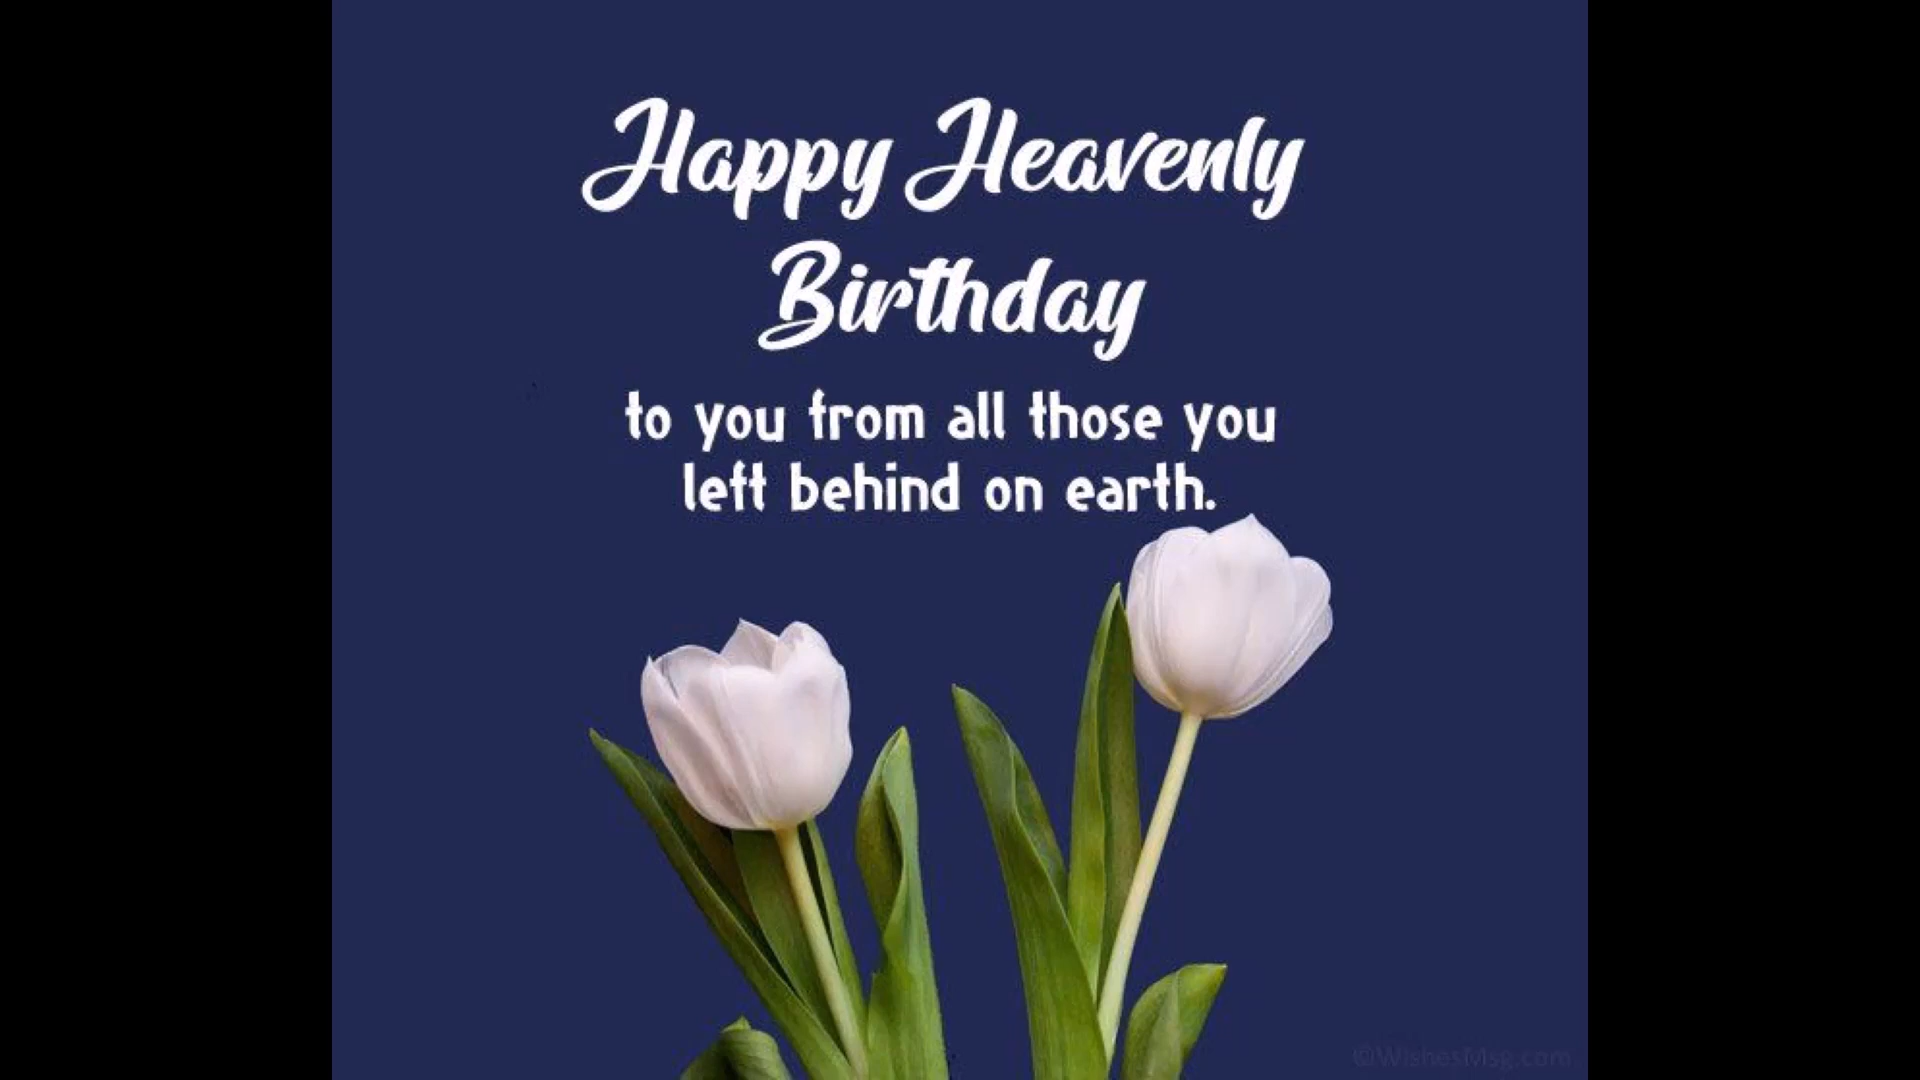 Happy Heavenly
Birthday
to you from all those you
left behind on earth.
©WishesMsg.com